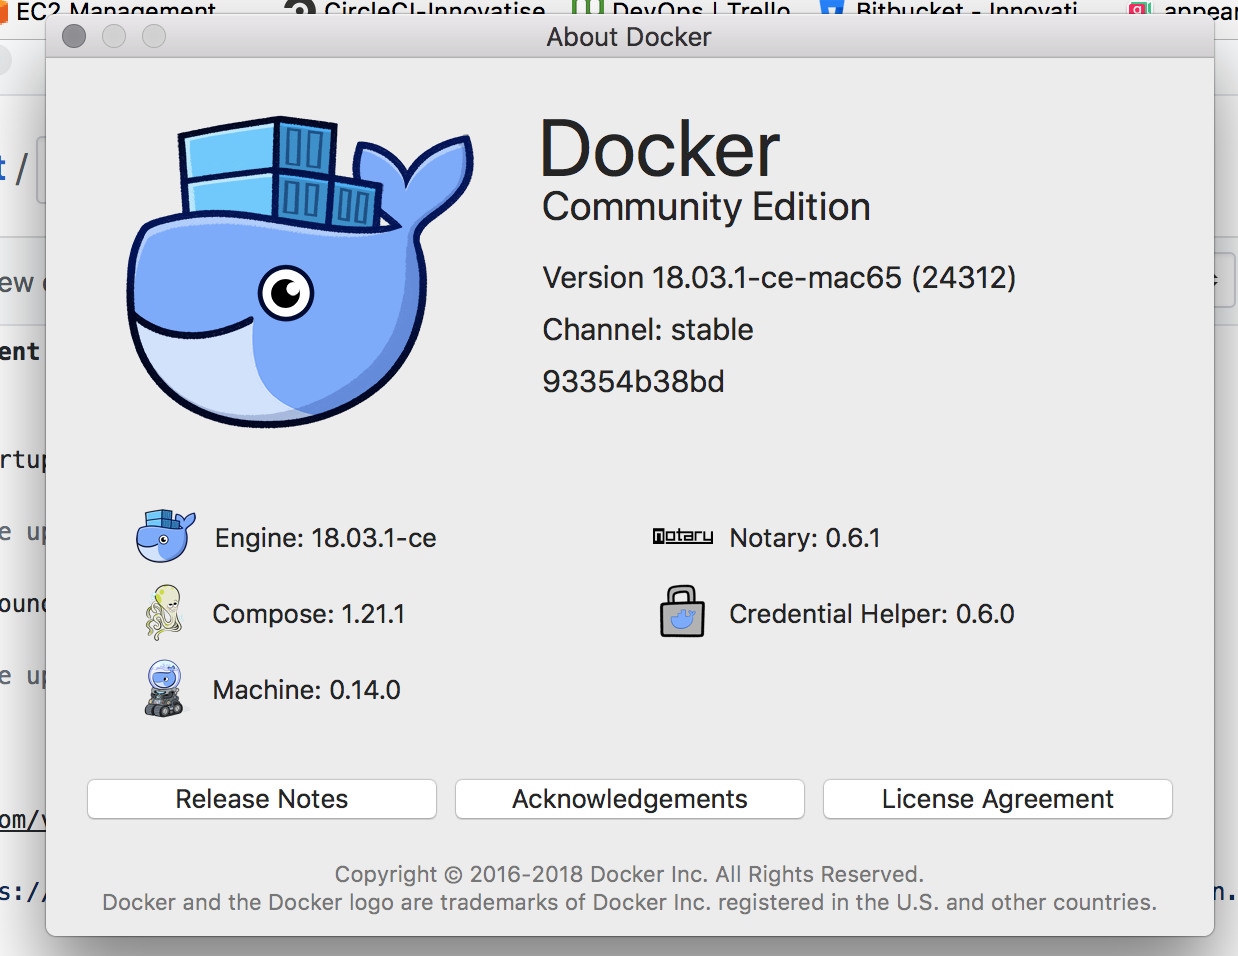 EC2 Management
CircleCI-Innovatise
DevOps | Trello
Bitbucket - Innovati
appear
About Docker
t /
Docker
Community Edition
Version 18.03.1-ce-mac65 (24312)
ew
Channel: stable
ent
93354b38bd
rtup
e up
Engine: 18.03.1-ce
notary
Notary: 0.6.1
ound
Compose: 1.21.1
Credential Helper: 0.6.0
e up
Machine: 0.14.0
Release Notes
Acknowledgements
License Agreement
om/
Copyright © 2016-2018 Docker Inc. All Rights Reserved.
s://
n.
Docker and the Docker logo are trademarks of Docker Inc. registered in the U.S. and other countries.